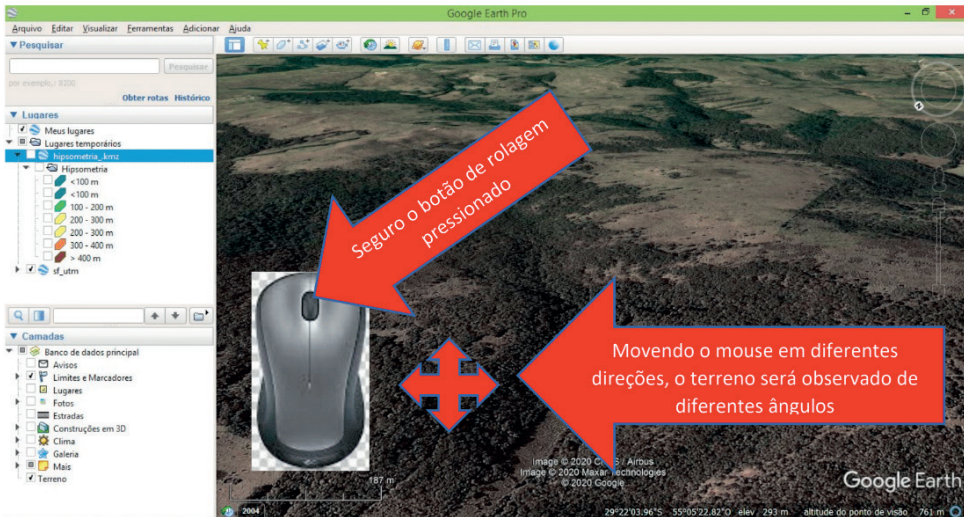 Google Earth Pro
Arquivo Editar Visualizar Ferramentas Adicionar Ajuda
Pesquisar
Pesquisar
por exemplo,: 8200
Obter rotas Histórico
Lugares
Meus lugares
Lugares temporários
hipsometria_.kmz
Hipsometria
<100 m
<100 m
100 - 200 m
200 - 300 m
200 - 300 m
300 - 400 m
> 400 m
sf_utm
Camadas
Banco de dados principal
Avisos
Limites e Marcadores
Lugares
Fotos
Estradas
Construções em 3D
Clima
Galeria
Mais
Terreno
Seguro o botão de rolagem
pressionado
Movendo o mouse em diferentes
direções, o terreno será observado de
diferentes ângulos
Image © 2020 CNES / Airbus
Image © 2020 Maxar Technologies
© 2020 Google
187 m
Google Earth
2004
29°22'03.96"S 55°05'22.82"O elev 293 m altitude do ponto de visão 761 m